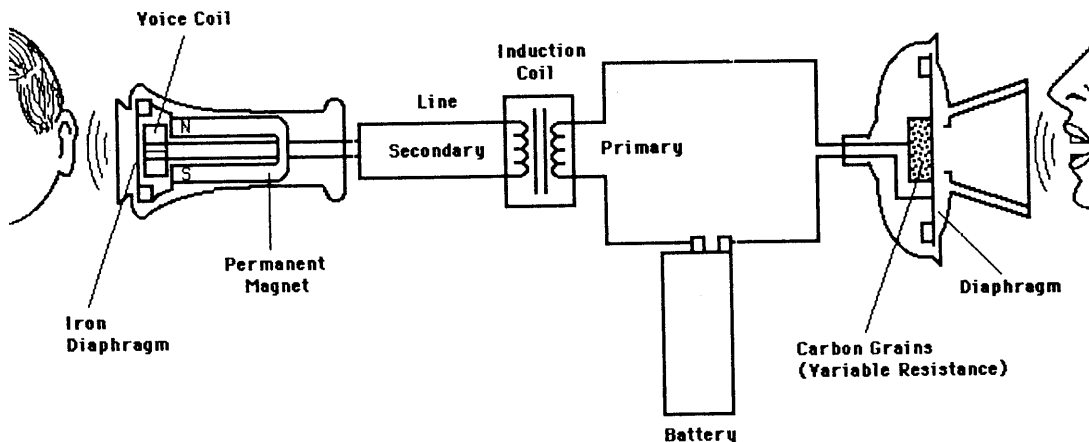 Voice Coil
Induction
Coil
Line
Secondary
Primary
N
S
Permanent
Magnet
Iron
Diaphragm
Diaphragm
Carbon Grains
(Variable Resistance)
Battery